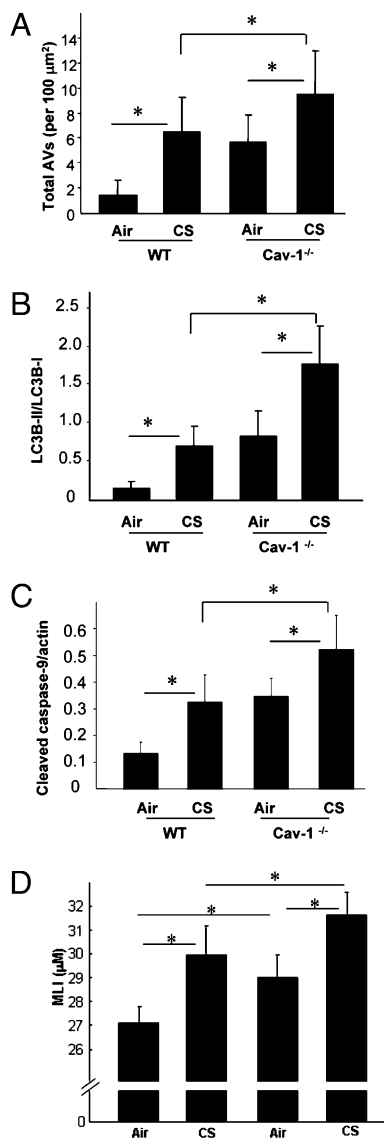 A
*
*
*
Total AVs (per 100 μm²)
14
12
10
8
6
4
2
0
Air CS Air CS
WT Cav-1-/-
B
*
*
*
LC3B-II/LC3B-I
2.5
2.0
1.5
1.0
0.5
0
Air CS Air CS
WT Cav-1 -/-
C
*
*
*
Cleaved caspase-9/actin
0.6
0.5
0.4
0.3
0.2
0.1
0
Air CS Air CS
WT Cav-1 -/-
D
*
*
*
*
MLI (μM)
32
31
30
29
28
27
26
0
Air CS Air CS